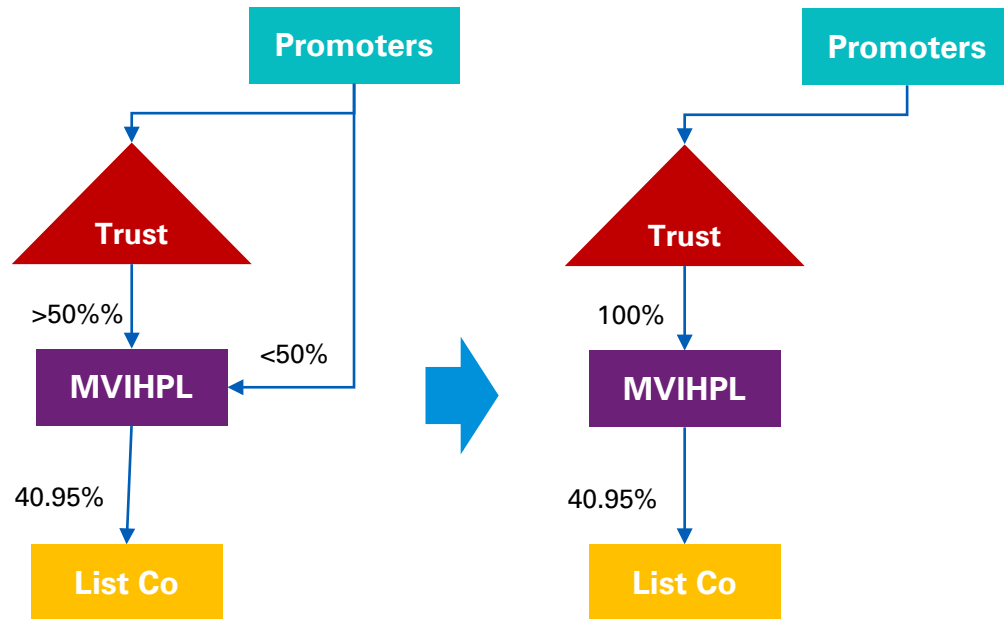 Promoters
Trust
>50%%
<50%
MVIHPL
40.95%
List Co
Promoters
Trust
100%
MVIHPL
40.95%
List Co